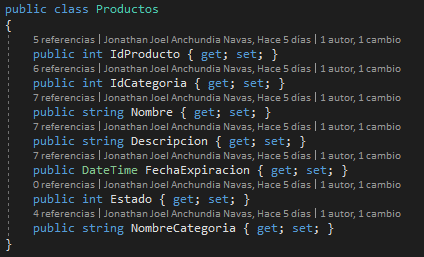 public class Productos
{
5 referencias | Jonathan Joel Anchundia Navas, Hace 5 días | 1 autor, 1 cambio
public int IdProducto { get; set; }
6 referencias | Jonathan Joel Anchundia Navas, Hace 5 días | 1 autor, 1 cambio
public int IdCategoria { get; set; }
7 referencias | Jonathan Joel Anchundia Navas, Hace 5 días | 1 autor, 1 cambio
public string Nombre { get; set; }
7 referencias | Jonathan Joel Anchundia Navas, Hace 5 días | 1 autor, 1 cambio
public string Descripcion { get; set; }
7 referencias | Jonathan Joel Anchundia Navas, Hace 5 días | 1 autor, 1 cambio
public DateTime FechaExpiracion { get; set; }
0 referencias | Jonathan Joel Anchundia Navas, Hace 5 días | 1 autor, 1 cambio
public int Estado { get; set; }
4 referencias | Jonathan Joel Anchundia Navas, Hace 5 días | 1 autor, 1 cambio
public string NombreCategoria { get; set; }
}